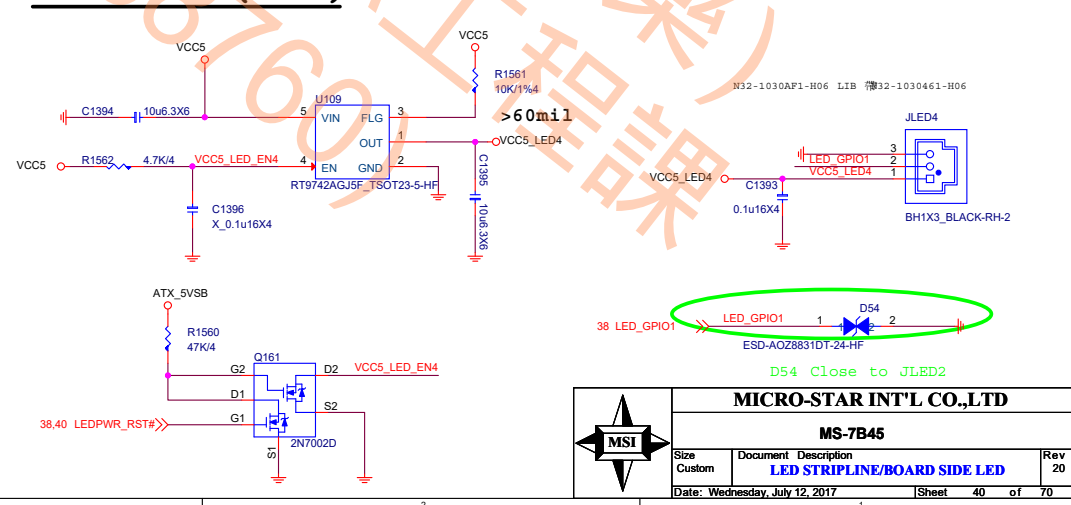 VCC5
VCC5
R1561
10K/1%4
N32-1030AF1-H06 LIB
32-1030461-H06
U109
C1394
10u6.3X6
5
VIN
FLG
3
>60mil
JLED4
OUT
1
VCC5_LED4
3
LED_GPIO1
2
VCC5_LED4
1
VCC5
R1562
4.7K/4
VCC5_LED_EN4
4
EN
GND
2
RT9742AGJ5F_TSOT23-5-HF
C1395
10u6.3X6
VCC5_LED4
C1393
0.1u16X4
BH1X3_BLACK-RH-2
C1396
X_0.1u16X4
8760)
(工程課)
ATX_5VSB
R1560
47K/4
38 LED_GPIO1
LED_GPIO1
1
D54
2
ESD-AOZ8831DT-24-HF
D54 Close to JLED2
Q161
G2
D2
VCC5_LED_EN4
D1
S2
38,40 LEDPWR_RST#
G1
S1
2N7002D
MSI
MICRO-STAR INT'L CO.,LTD
MS-7B45
Size
Custom
Document Description
LED STRIPLINE/BOARD SIDE LED
Rev
20
Date: Wednesday, July 12, 2017
Sheet 40 of 70
2
1